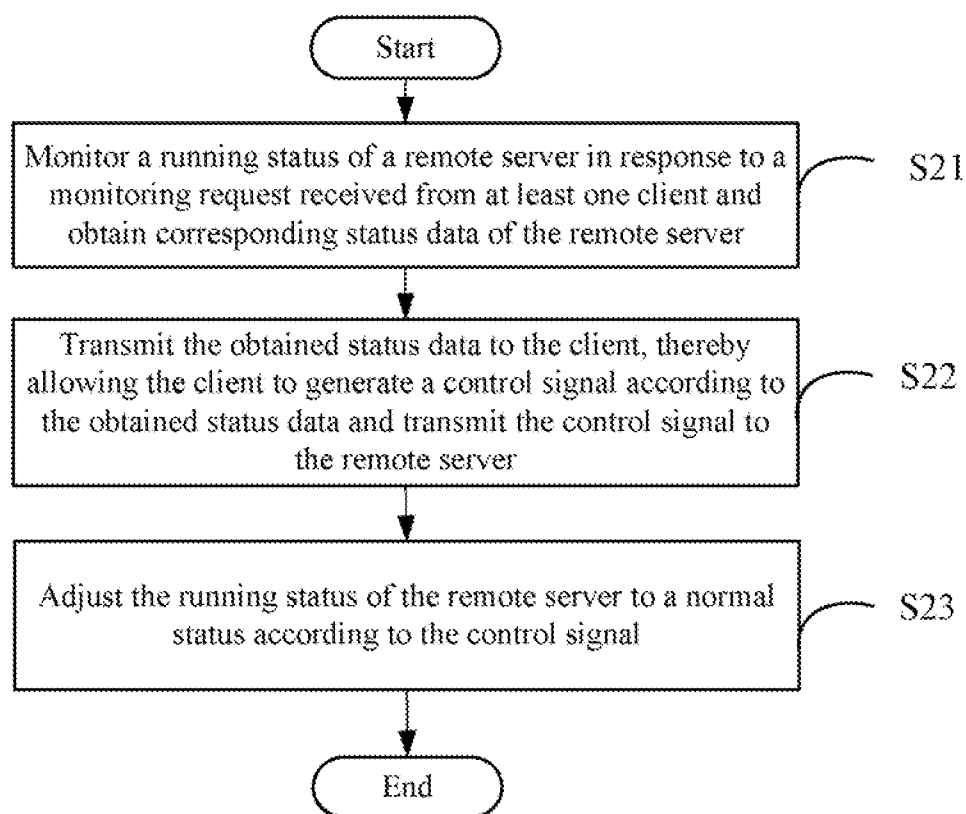 Start
Monitor a running status of a remote server in response to a
monitoring request received from at least one client and
obtain corresponding status data of the remote server
S21
Transmit the obtained status data to the client, thereby
allowing the client to generate a control signal according to
the obtained status data and transmit the control signal to
the remote server
S22
Adjust the running status of the remote server to a normal
status according to the control signal
S23
End